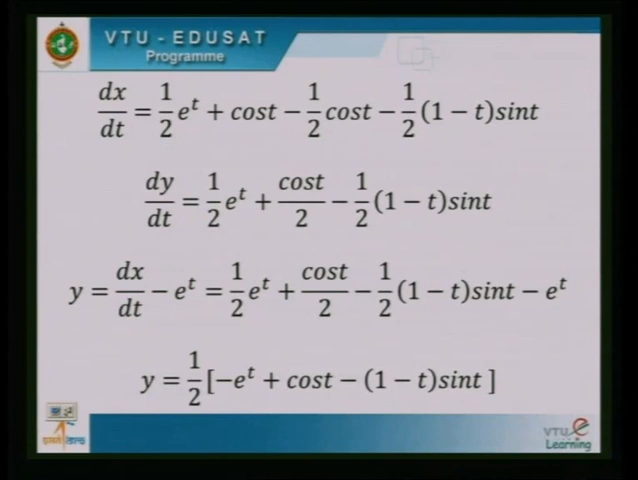 VTU - EDUSAT
Programme
dx/dt = 1/2 e^t + cost − 1/2 cost − 1/2 (1 − t)sint
dy/dt = 1/2 e^t + cost/2 − 1/2 (1 − t)sint
y = dx/dt − e^t = 1/2 e^t + cost/2 − 1/2 (1 − t)sint − e^t
y = 1/2 [−e^t + cost − (1 − t)sint ]
VTU e
Learning